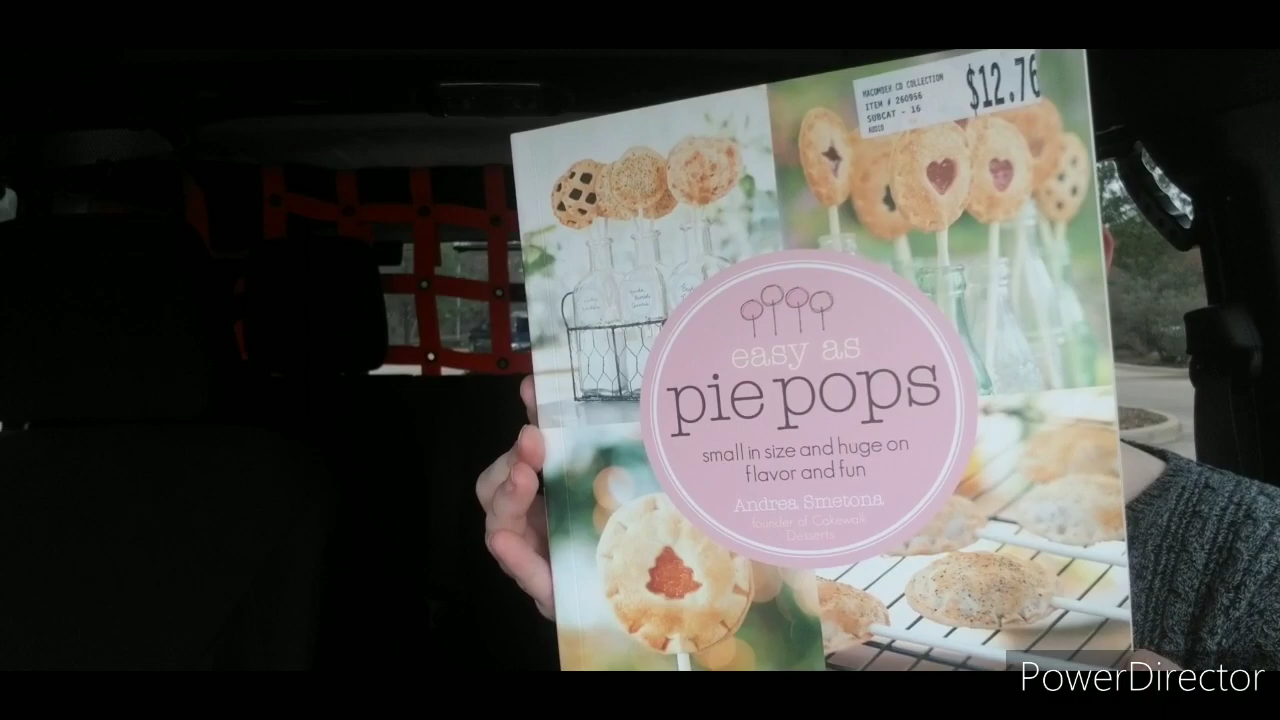 MACOMBER CD COLLECTION
ITEM # 260956
SUBCAT - 16
AUDIO
$12.76
easy as
pie pops
small in size and huge on
flavor and fun
Andrea Smetona
founder of Cakewalk
Desserts
PowerDirector